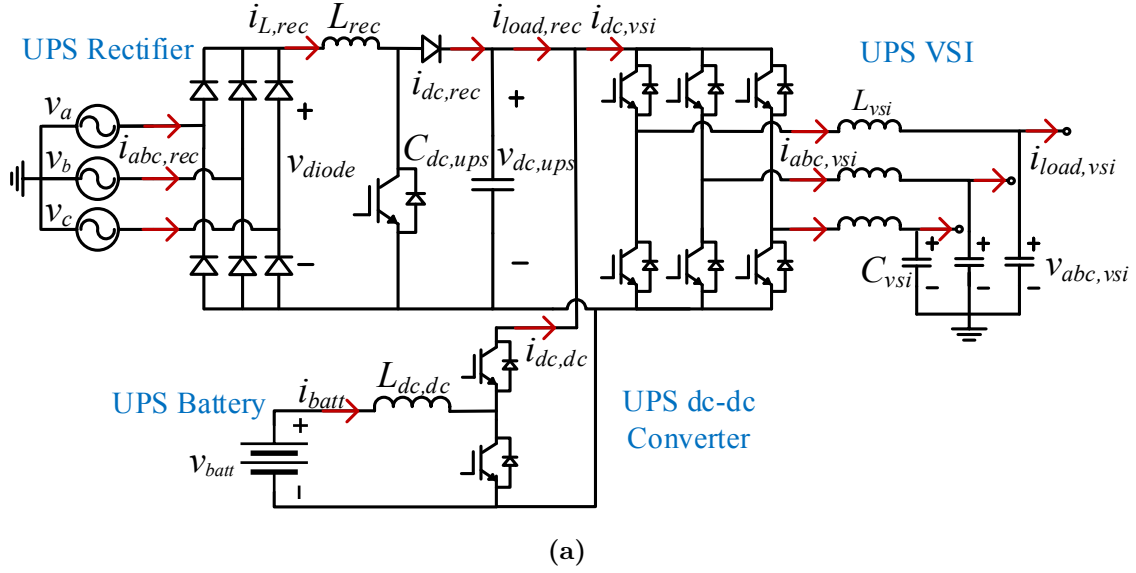 i_{L,rec} L_{rec} i_{load,rec} i_{dc,vsi}
UPS Rectifier UPS VSI
i_{dc,rec}
v_a + + L_{vsi}
i_{abc,rec} v_{diode} C_{dc,ups} v_{dc,ups} i_{abc,vsi} i_{load,vsi}
v_b
v_c
− − C_{vsi} + + + v_{abc,vsi}
− − −
i_{dc,dc}
L_{dc,dc}
UPS Battery i_{batt} UPS dc-dc
Converter
+
v_{batt}
−
(a)